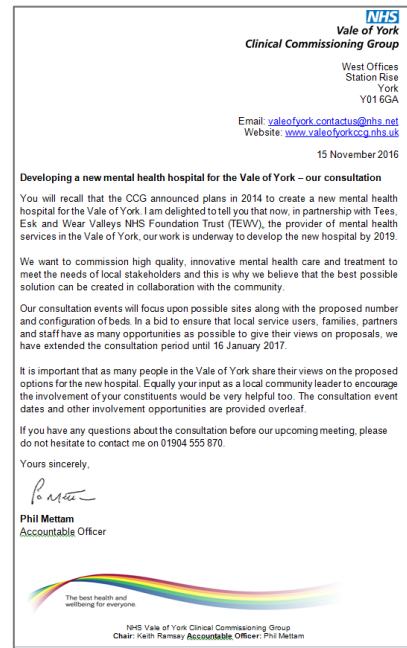 NHS
Vale of York
Clinical Commissioning Group
West Offices
Station Rise
York
Y01 6GA
Email: valeofyork.contactus@nhs.net
Website: www.valeofyorkccg.nhs.uk
15 November 2016
Developing a new mental health hospital for the Vale of York – our consultation
You will recall that the CCG announced plans in 2014 to create a new mental health
hospital for the Vale of York. I am delighted to tell you that now, in partnership with Tees,
Esk and Wear Valleys NHS Foundation Trust (TEWV), the provider of mental health
services in the Vale of York, our work is underway to develop the new hospital by 2019.
We want to commission high quality, innovative mental health care and treatment to
meet the needs of local stakeholders and this is why we believe that the best possible
solution can be created in collaboration with the community.
Our consultation events will focus upon possible sites along with the proposed number
and configuration of beds. In a bid to ensure that local service users, families, partners
and staff have as many opportunities as possible to give their views on proposals, we
have extended the consultation period until 16 January 2017.
It is important that as many people in the Vale of York share their views on the proposed
options for the new hospital. Equally your input as a local community leader to encourage
the involvement of your constituents would be very helpful too. The consultation event
dates and other involvement opportunities are provided overleaf.
If you have any questions about the consultation before our upcoming meeting, please
do not hesitate to contact me on 01904 555 870.
Yours sincerely,
Phil Mettam
Accountable Officer
The best health and
wellbeing for everyone.
NHS Vale of York Clinical Commissioning Group
Chair: Keith Ramsay Accountable Officer: Phil Mettam